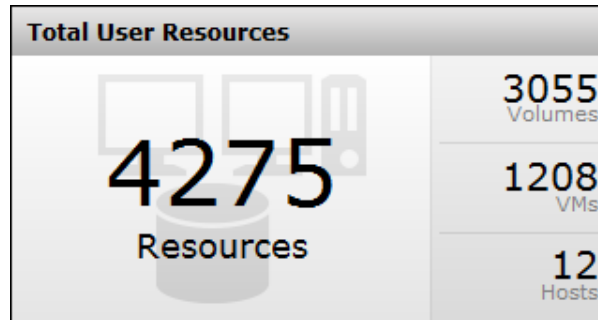 Total User Resources
4275
Resources
3055
Volumes
1208
VMs
12
Hosts